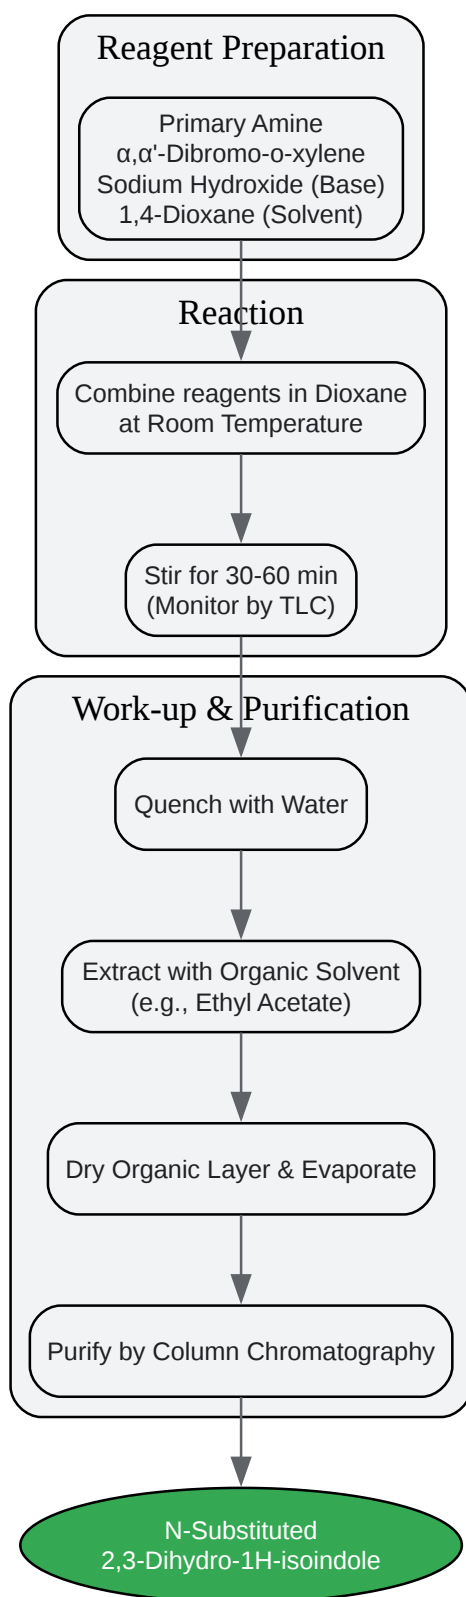 Reagent Preparation
Primary Amine
α,α'-Dibromo-o-xylene
Sodium Hydroxide (Base)
1,4-Dioxane (Solvent)
Reaction
Combine reagents in Dioxane
at Room Temperature
Stir for 30-60 min
(Monitor by TLC)
Work-up & Purification
Quench with Water
Extract with Organic Solvent
(e.g., Ethyl Acetate)
Dry Organic Layer & Evaporate
Purify by Column Chromatography
N-Substituted
2,3-Dihydro-1H-isoindole